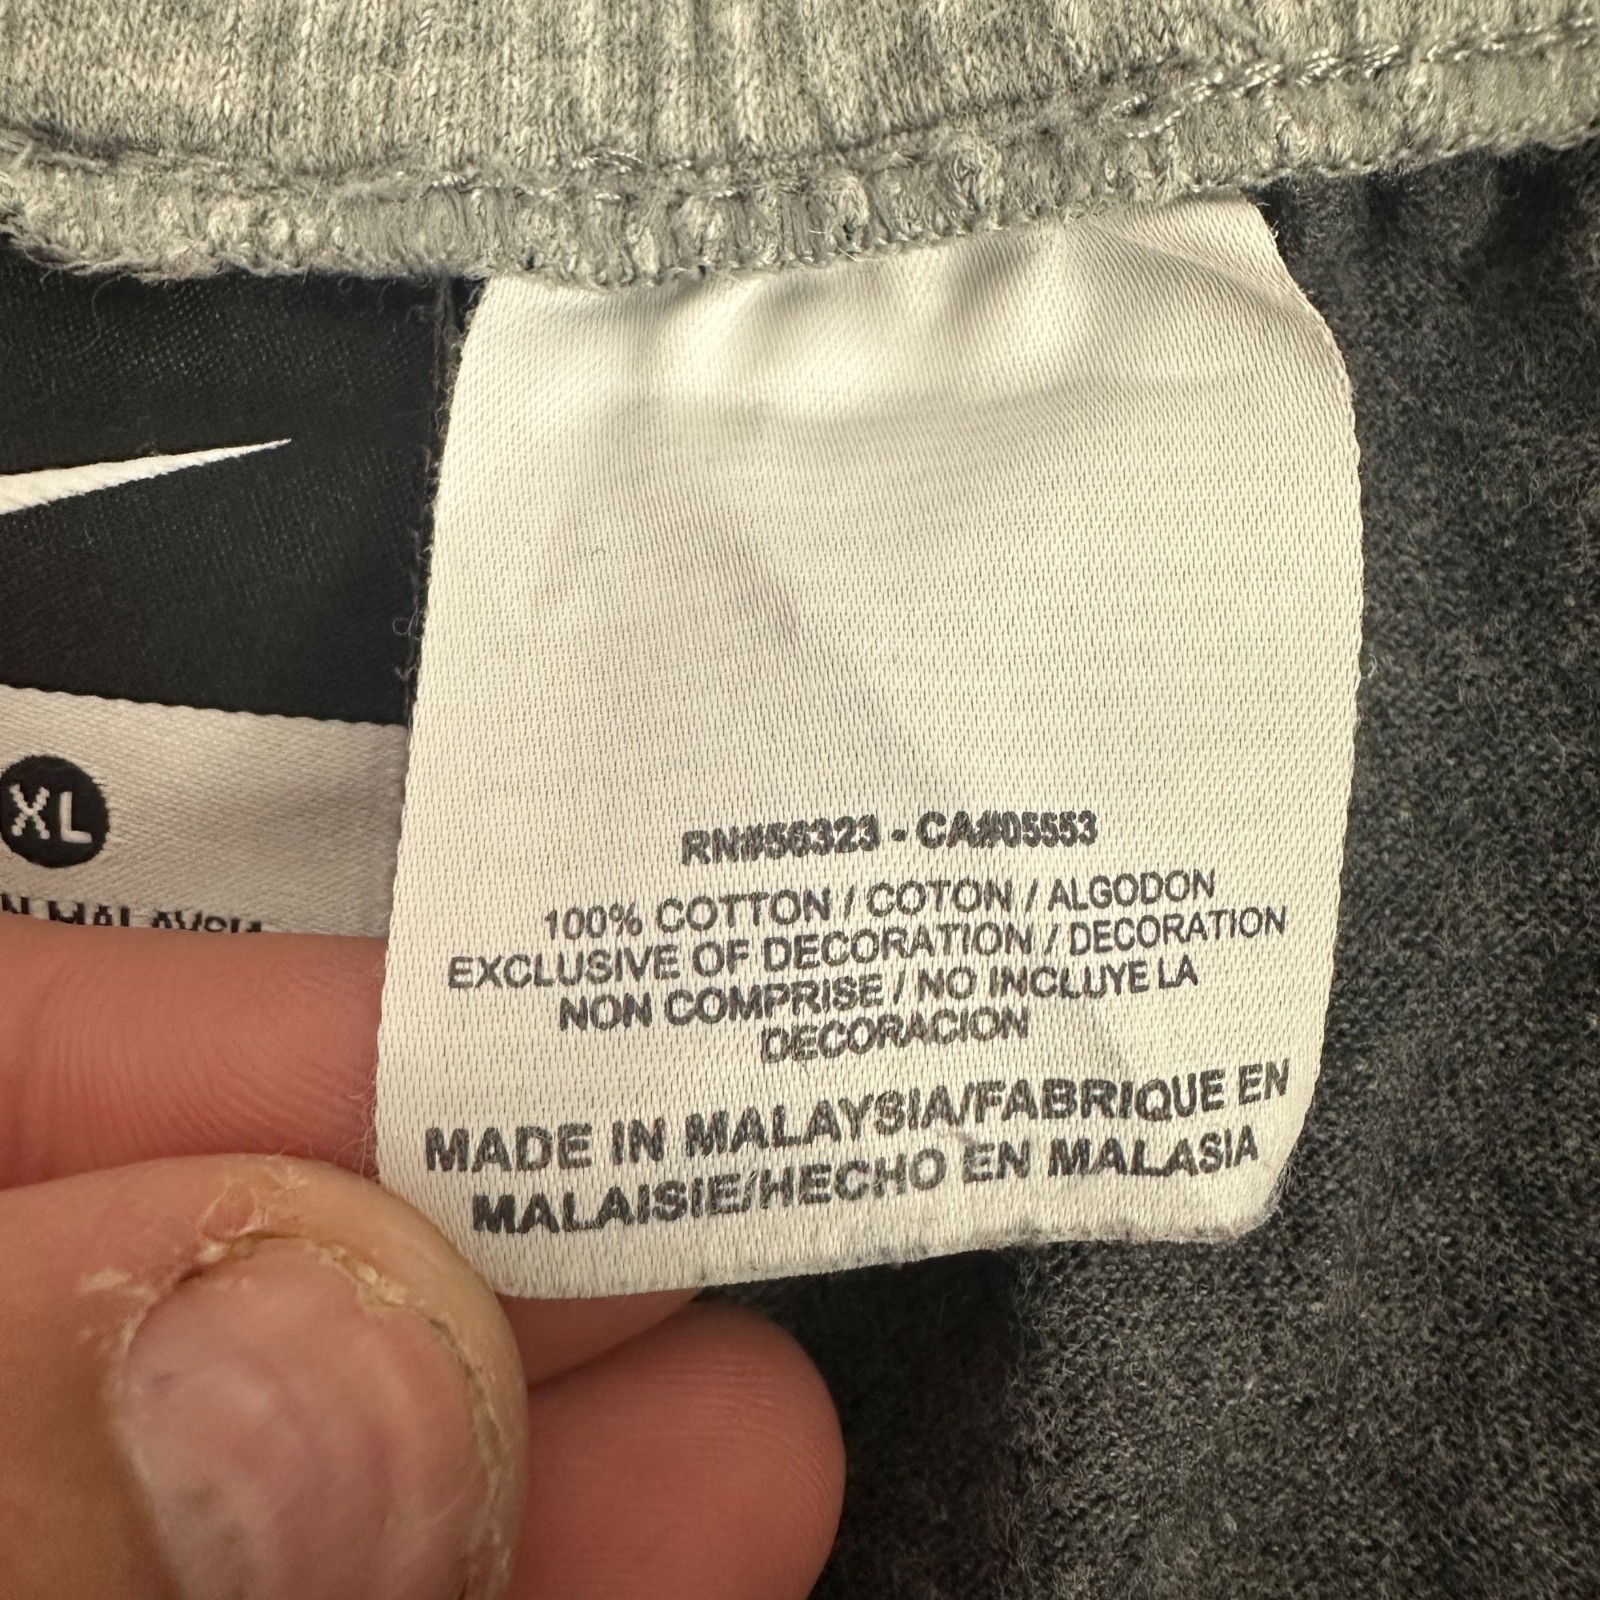 XL
RN#56323 - CA#05553
100% COTTON / COTON / ALGODON
EXCLUSIVE OF DECORATION / DECORATION
NON COMPRISE / NO INCLUYE LA
DECORACION
MADE IN MALAYSIA/FABRIQUE EN
MALAISIE/HECHO EN MALASIA